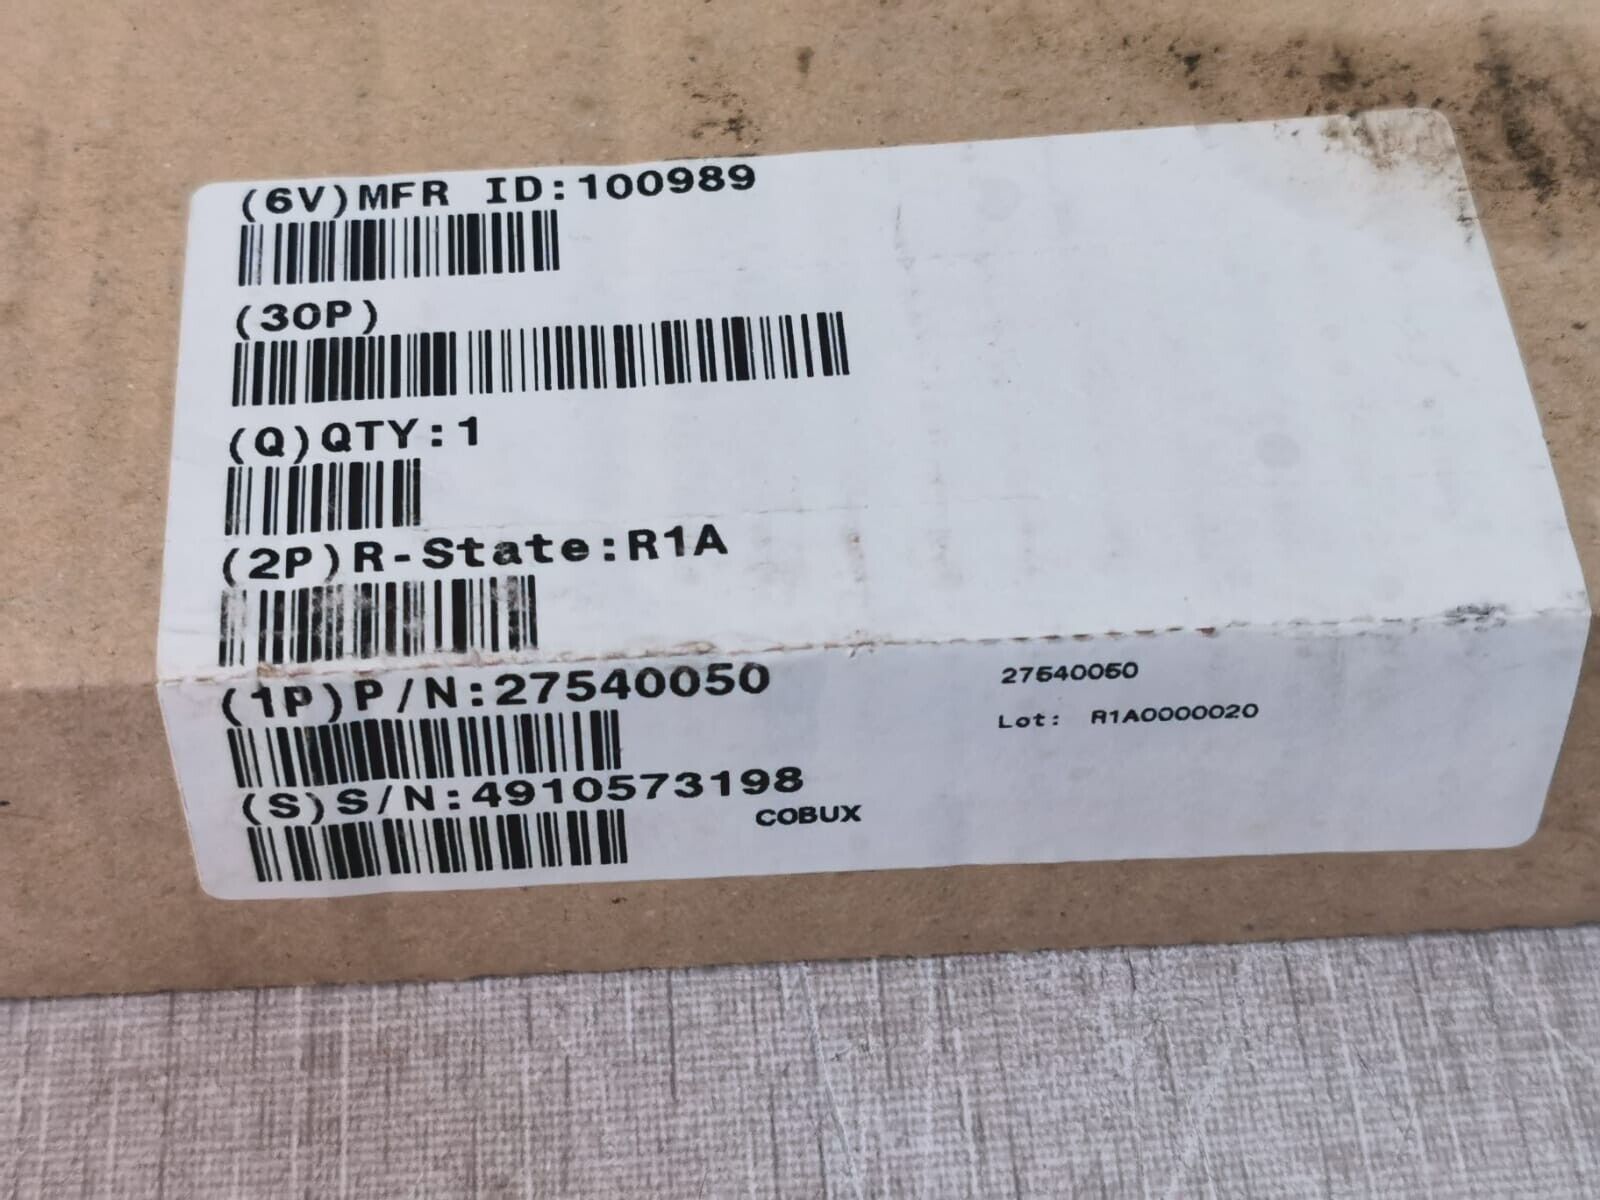 (6V)MFR ID:100989
(30P)
(Q)QTY:1
(2P)R-State:R1A
(1P)P/N:27540050
27540050
Lot: R1A0000020
(S)S/N:4910573198
COBUX